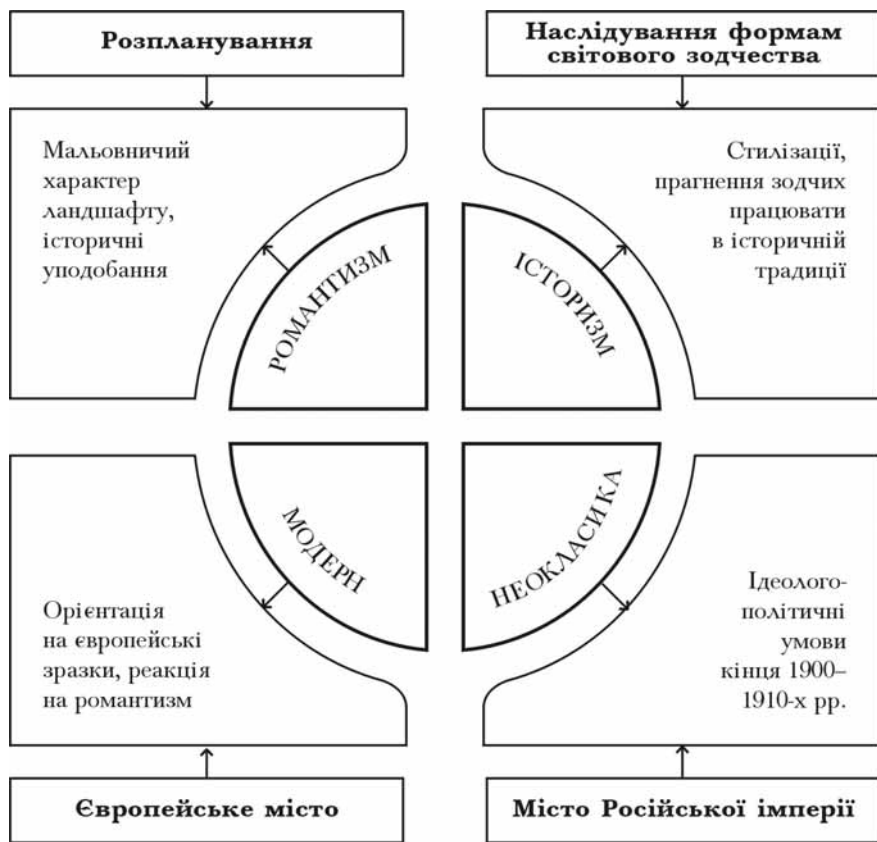 Розпланування
Мальовничий
характер
ландшафту,
історичні
уподобання
РОМАНТИЗМ
Наслідування формам
світового зодчества
Стилізації,
прагнення зодчих
працювати
в історичній
традиції
ІСТОРИЗМ
МОДЕРН
Орієнтація
на європейські
зразки, реакція
на романтизм
Європейське місто
НЕОКЛАСИКА
Ідеолого-
політичні
умови
кінця 1900–
1910-х рр.
Місто Російської імперії